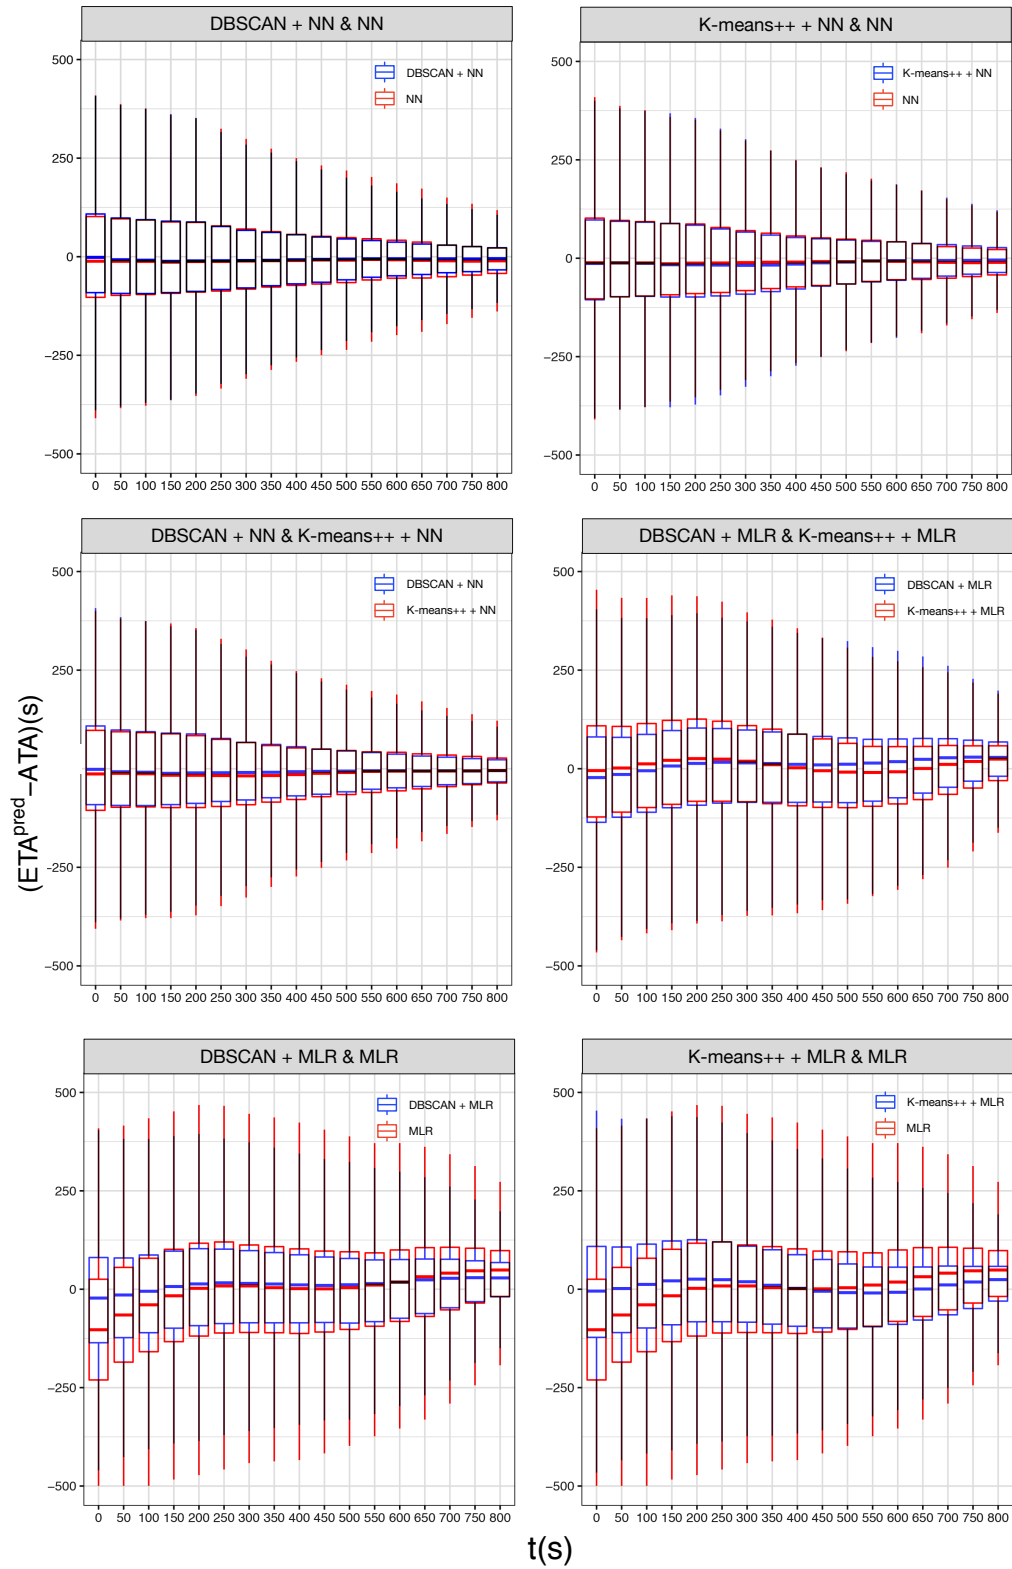 DBSCAN + NN & NN
500
250
0
−250
−500
DBSCAN + NN
NN
0 50 100 150 200 250 300 350 400 450 500 550 600 650 700 750 800
K-means++ + NN & NN
500
250
0
−250
−500
K-means++ + NN
NN
0 50 100 150 200 250 300 350 400 450 500 550 600 650 700 750 800
DBSCAN + NN & K-means++ + NN
500
250
0
−250
−500
DBSCAN + NN
K-means++ + NN
0 50 100 150 200 250 300 350 400 450 500 550 600 650 700 750 800
DBSCAN + MLR & K-means++ + MLR
500
250
0
−250
−500
DBSCAN + MLR
K-means++ + MLR
0 50 100 150 200 250 300 350 400 450 500 550 600 650 700 750 800
DBSCAN + MLR & MLR
500
250
0
−250
−500
DBSCAN + MLR
MLR
0 50 100 150 200 250 300 350 400 450 500 550 600 650 700 750 800
K-means++ + MLR & MLR
500
250
0
−250
−500
K-means++ + MLR
MLR
0 50 100 150 200 250 300 350 400 450 500 550 600 650 700 750 800
(ETA^pred−ATA))(s)
t(s)